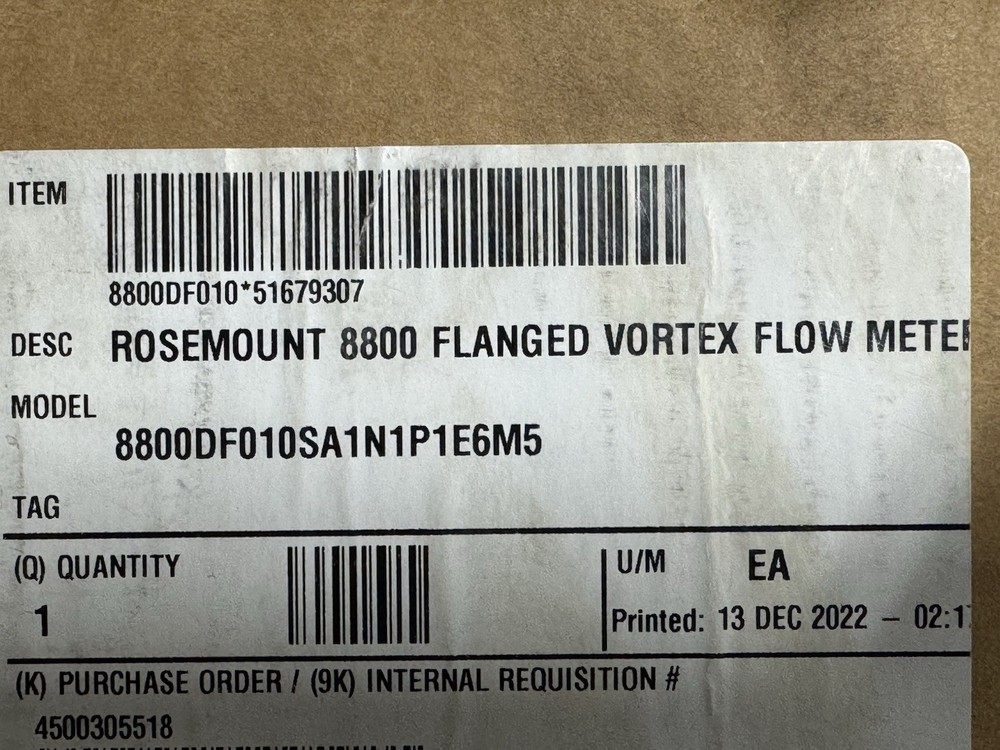 ITEM
8800DF010*51679307
DESC ROSEMOUNT 8800 FLANGED VORTEX FLOW METE
MODEL
8800DF010SA1N1P1E6M5
TAG
(Q) QUANTITY
1
U/M EA
Printed: 13 DEC 2022 – 02:1
(K) PURCHASE ORDER / (9K) INTERNAL REQUISITION #
4500305518